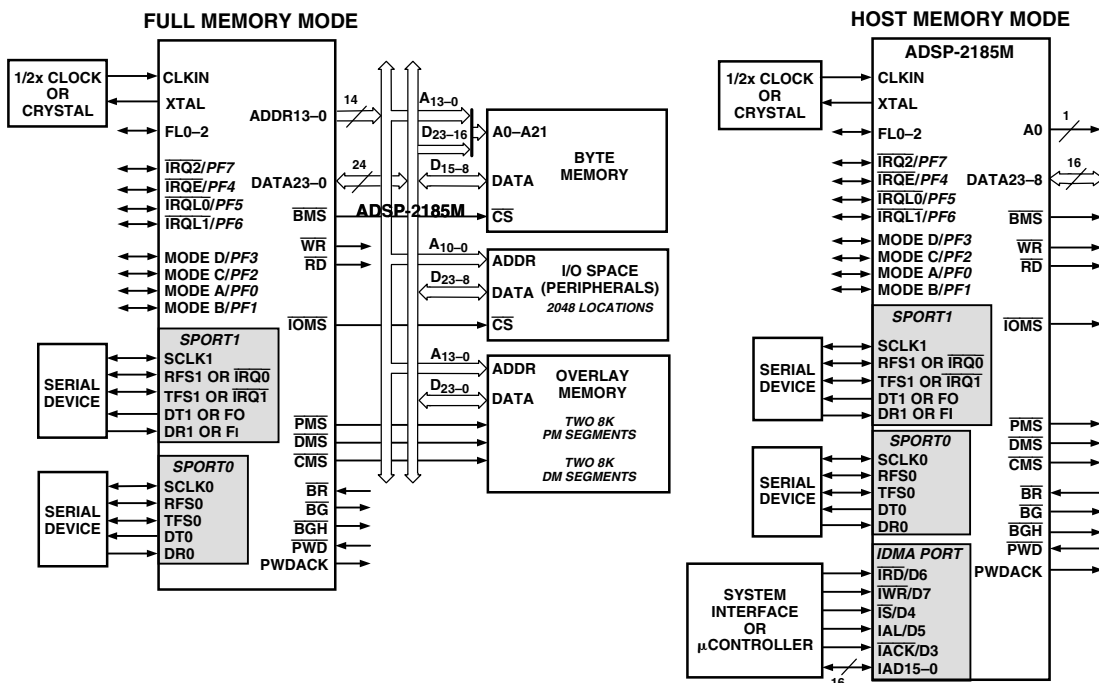 FULL MEMORY MODE
1/2x CLOCK
OR
CRYSTAL
CLKIN
XTAL
FL0–2
IRQ2/PF7
IRQE/PF4
IRQL0/PF5
IRQL1/PF6
MODE D/PF3
MODE C/PF2
MODE A/PF0
MODE B/PF1
SERIAL
DEVICE
SPORT1
SCLK1
RFS1 OR IRQ0
TFS1 OR IRQ1
DT1 OR FO
DR1 OR FI
SERIAL
DEVICE
SPORT0
SCLK0
RFS0
TFS0
DT0
DR0
ADDR13–0
14
DATA23–0
24
ADSP-2185M
BMS
WR
RD
IOMS
PMS
DMS
CMS
BR
BG
BGH
PWD
PWDACK
A13–0
D23–16
D15–8
A0–A21
DATA
CS
BYTE
MEMORY
A10–0
D23–8
ADDR
DATA
CS
I/O SPACE
(PERIPHERALS)
2048 LOCATIONS
A13–0
D23–0
ADDR
DATA
OVERLAY
MEMORY
TWO 8K
PM SEGMENTS
TWO 8K
DM SEGMENTS
HOST MEMORY MODE
ADSP-2185M
1/2x CLOCK
OR
CRYSTAL
CLKIN
XTAL
FL0–2
IRQ2/PF7
IRQE/PF4
IRQL0/PF5
IRQL1/PF6
MODE D/PF3
MODE C/PF2
MODE A/PF0
MODE B/PF1
SERIAL
DEVICE
SPORT1
SCLK1
RFS1 OR IRQ0
TFS1 OR IRQ1
DT1 OR FO
DR1 OR FI
SERIAL
DEVICE
SPORT0
SCLK0
RFS0
TFS0
DT0
DR0
SYSTEM
INTERFACE
OR
µCONTROLLER
IDMA PORT
IRD/D6
IWR/D7
IS/D4
IAL/D5
IACK/D3
IAD15–0
16
A0
1
DATA23–8
16
BMS
WR
RD
IOMS
PMS
DMS
CMS
BR
BG
BGH
PWD
PWDACK